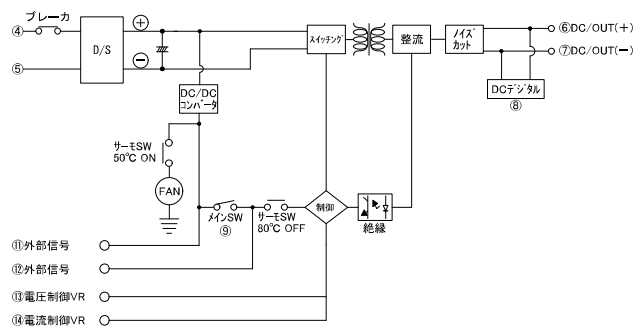 ブレーカ
④
⑤
D/S
+
−
DC/DC
コンバータ
スイッチング
整流
ノイズ
カット
⑥DC/OUT(+)
⑦DC/OUT(−)
DCデジタル
⑧
サーモSW
50℃ ON
FAN
メインSW
⑨
サーモSW
80℃ OFF
制御
絶縁
⑪外部信号
⑫外部信号
⑬電圧制御VR
⑭電流制御VR